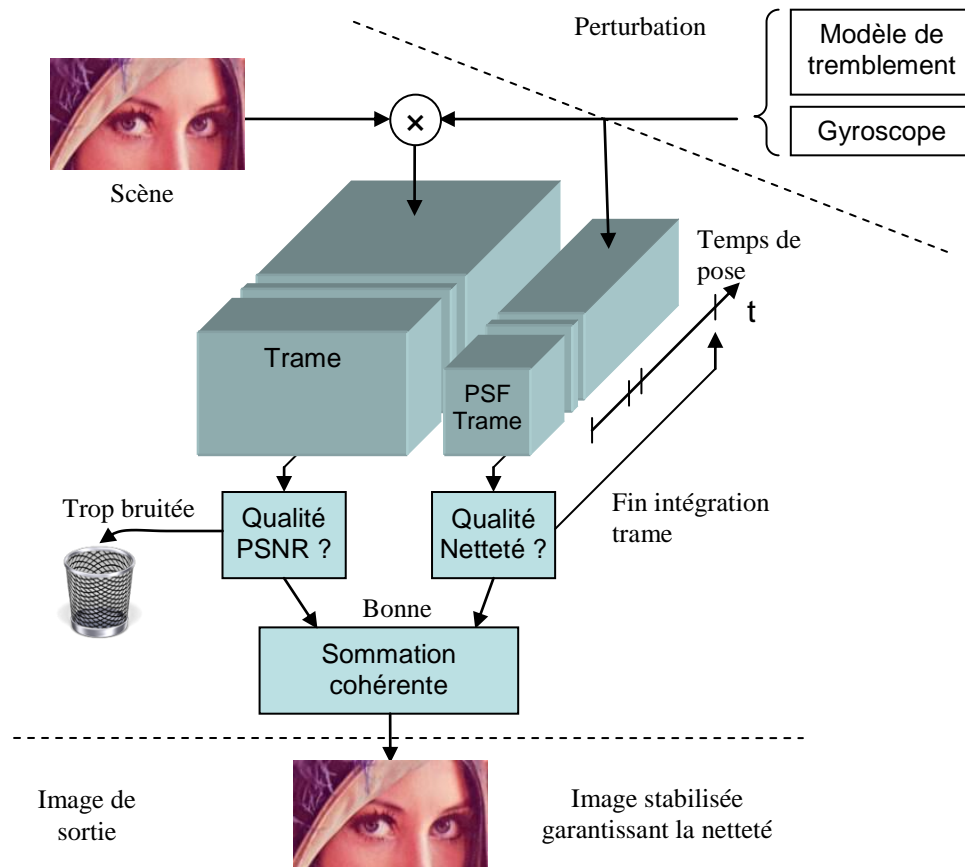 Perturbation
Modèle de
tremblement
Gyroscope
×
Scène
Temps de
pose
t
Trame
PSF
Trame
Trop bruitée
Qualité
PSNR ?
Qualité
Netteté ?
Fin intégration
trame
Bonne
Sommation
cohérente
Image de
sortie
Image stabilisée
garantissant la netteté